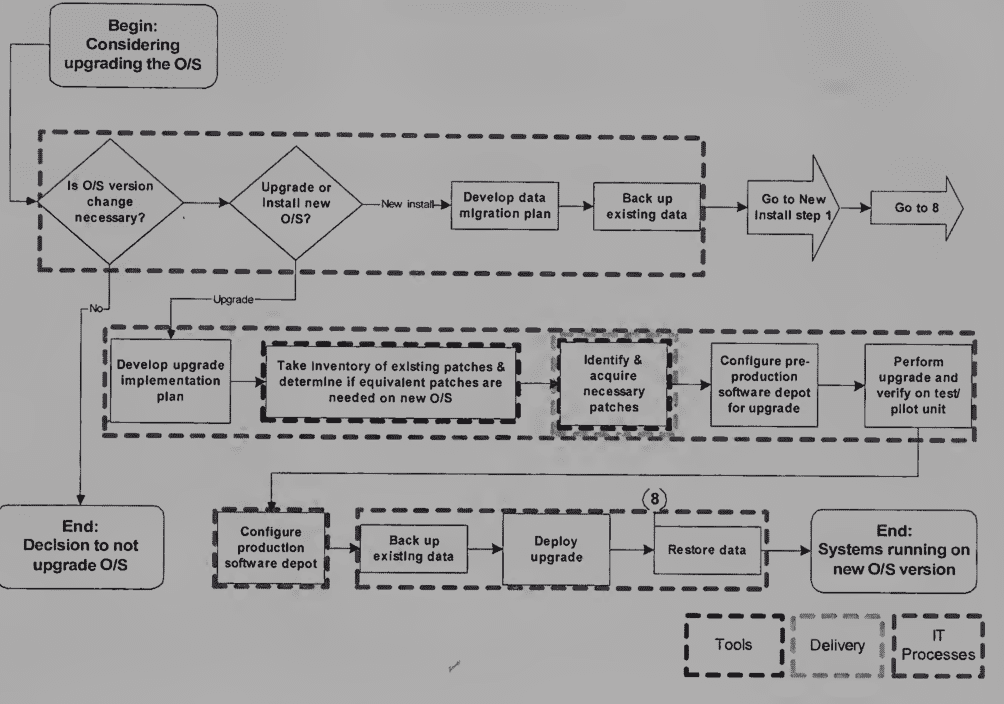 Begin:
Considering
upgrading the O/S
Is O/S version
change
necessary?
Upgrade or
Install new
O/S?
New install
Develop data
migration plan
Back up
existing data
Go to New
Install step 1
Go to 8
No
Upgrade
Develop upgrade
implementation
plan
Take inventory of existing patches &
determine if equivalent patches are
needed on new O/S
Identify &
acquire
necessary
patches
Configure pre-
production
software depot
for upgrade
Perform
upgrade and
verify on test/
pilot unit
8
End:
Decision to not
upgrade O/S
Configure
production
software depot
Back up
existing data
Deploy
upgrade
Restore data
End:
Systems running on
new O/S version
Tools
Delivery
IT
Processes